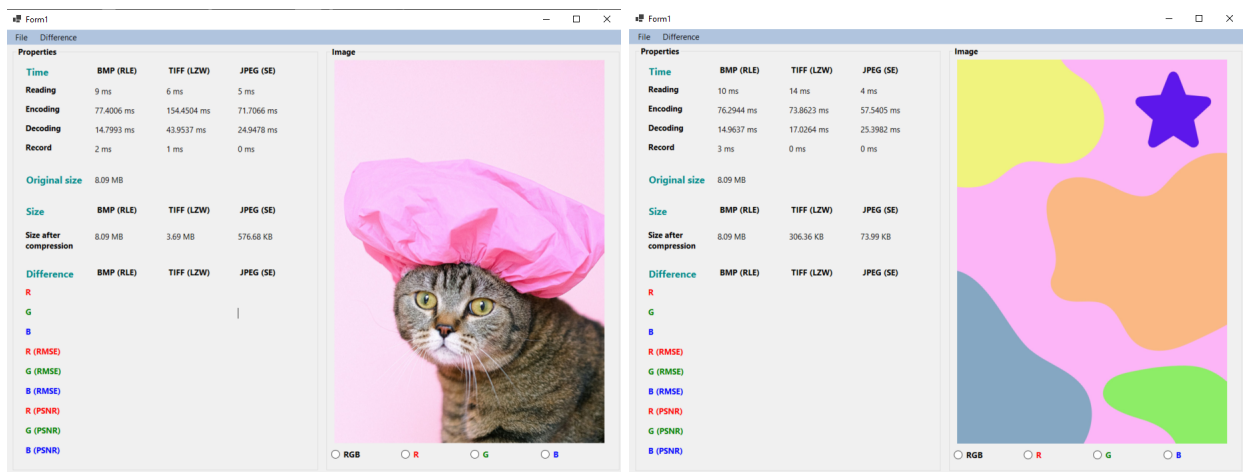 Form1
File Difference
Properties
Time BMP (RLE) TIFF (LZW) JPEG (SE)
Reading 9 ms 6 ms 5 ms
Encoding 77.4006 ms 154.4504 ms 71.7066 ms
Decoding 14.7993 ms 43.9537 ms 24.9478 ms
Record 2 ms 1 ms 0 ms
Original size 8.09 MB
Size BMP (RLE) TIFF (LZW) JPEG (SE)
Size after
compression 8.09 MB 3.69 MB 576.68 KB
Difference BMP (RLE) TIFF (LZW) JPEG (SE)
R
G
B
R (RMSE)
G (RMSE)
B (RMSE)
R (PSNR)
G (PSNR)
B (PSNR)
Image
RGB R G B
Form1
File Difference
Properties
Time BMP (RLE) TIFF (LZW) JPEG (SE)
Reading 10 ms 14 ms 4 ms
Encoding 76.2944 ms 73.8623 ms 57.5405 ms
Decoding 14.9637 ms 17.0264 ms 25.3982 ms
Record 3 ms 0 ms 0 ms
Original size 8.09 MB
Size BMP (RLE) TIFF (LZW) JPEG (SE)
Size after
compression 8.09 MB 306.36 KB 73.99 KB
Difference BMP (RLE) TIFF (LZW) JPEG (SE)
R
G
B
R (RMSE)
G (RMSE)
B (RMSE)
R (PSNR)
G (PSNR)
B (PSNR)
Image
RGB R G B